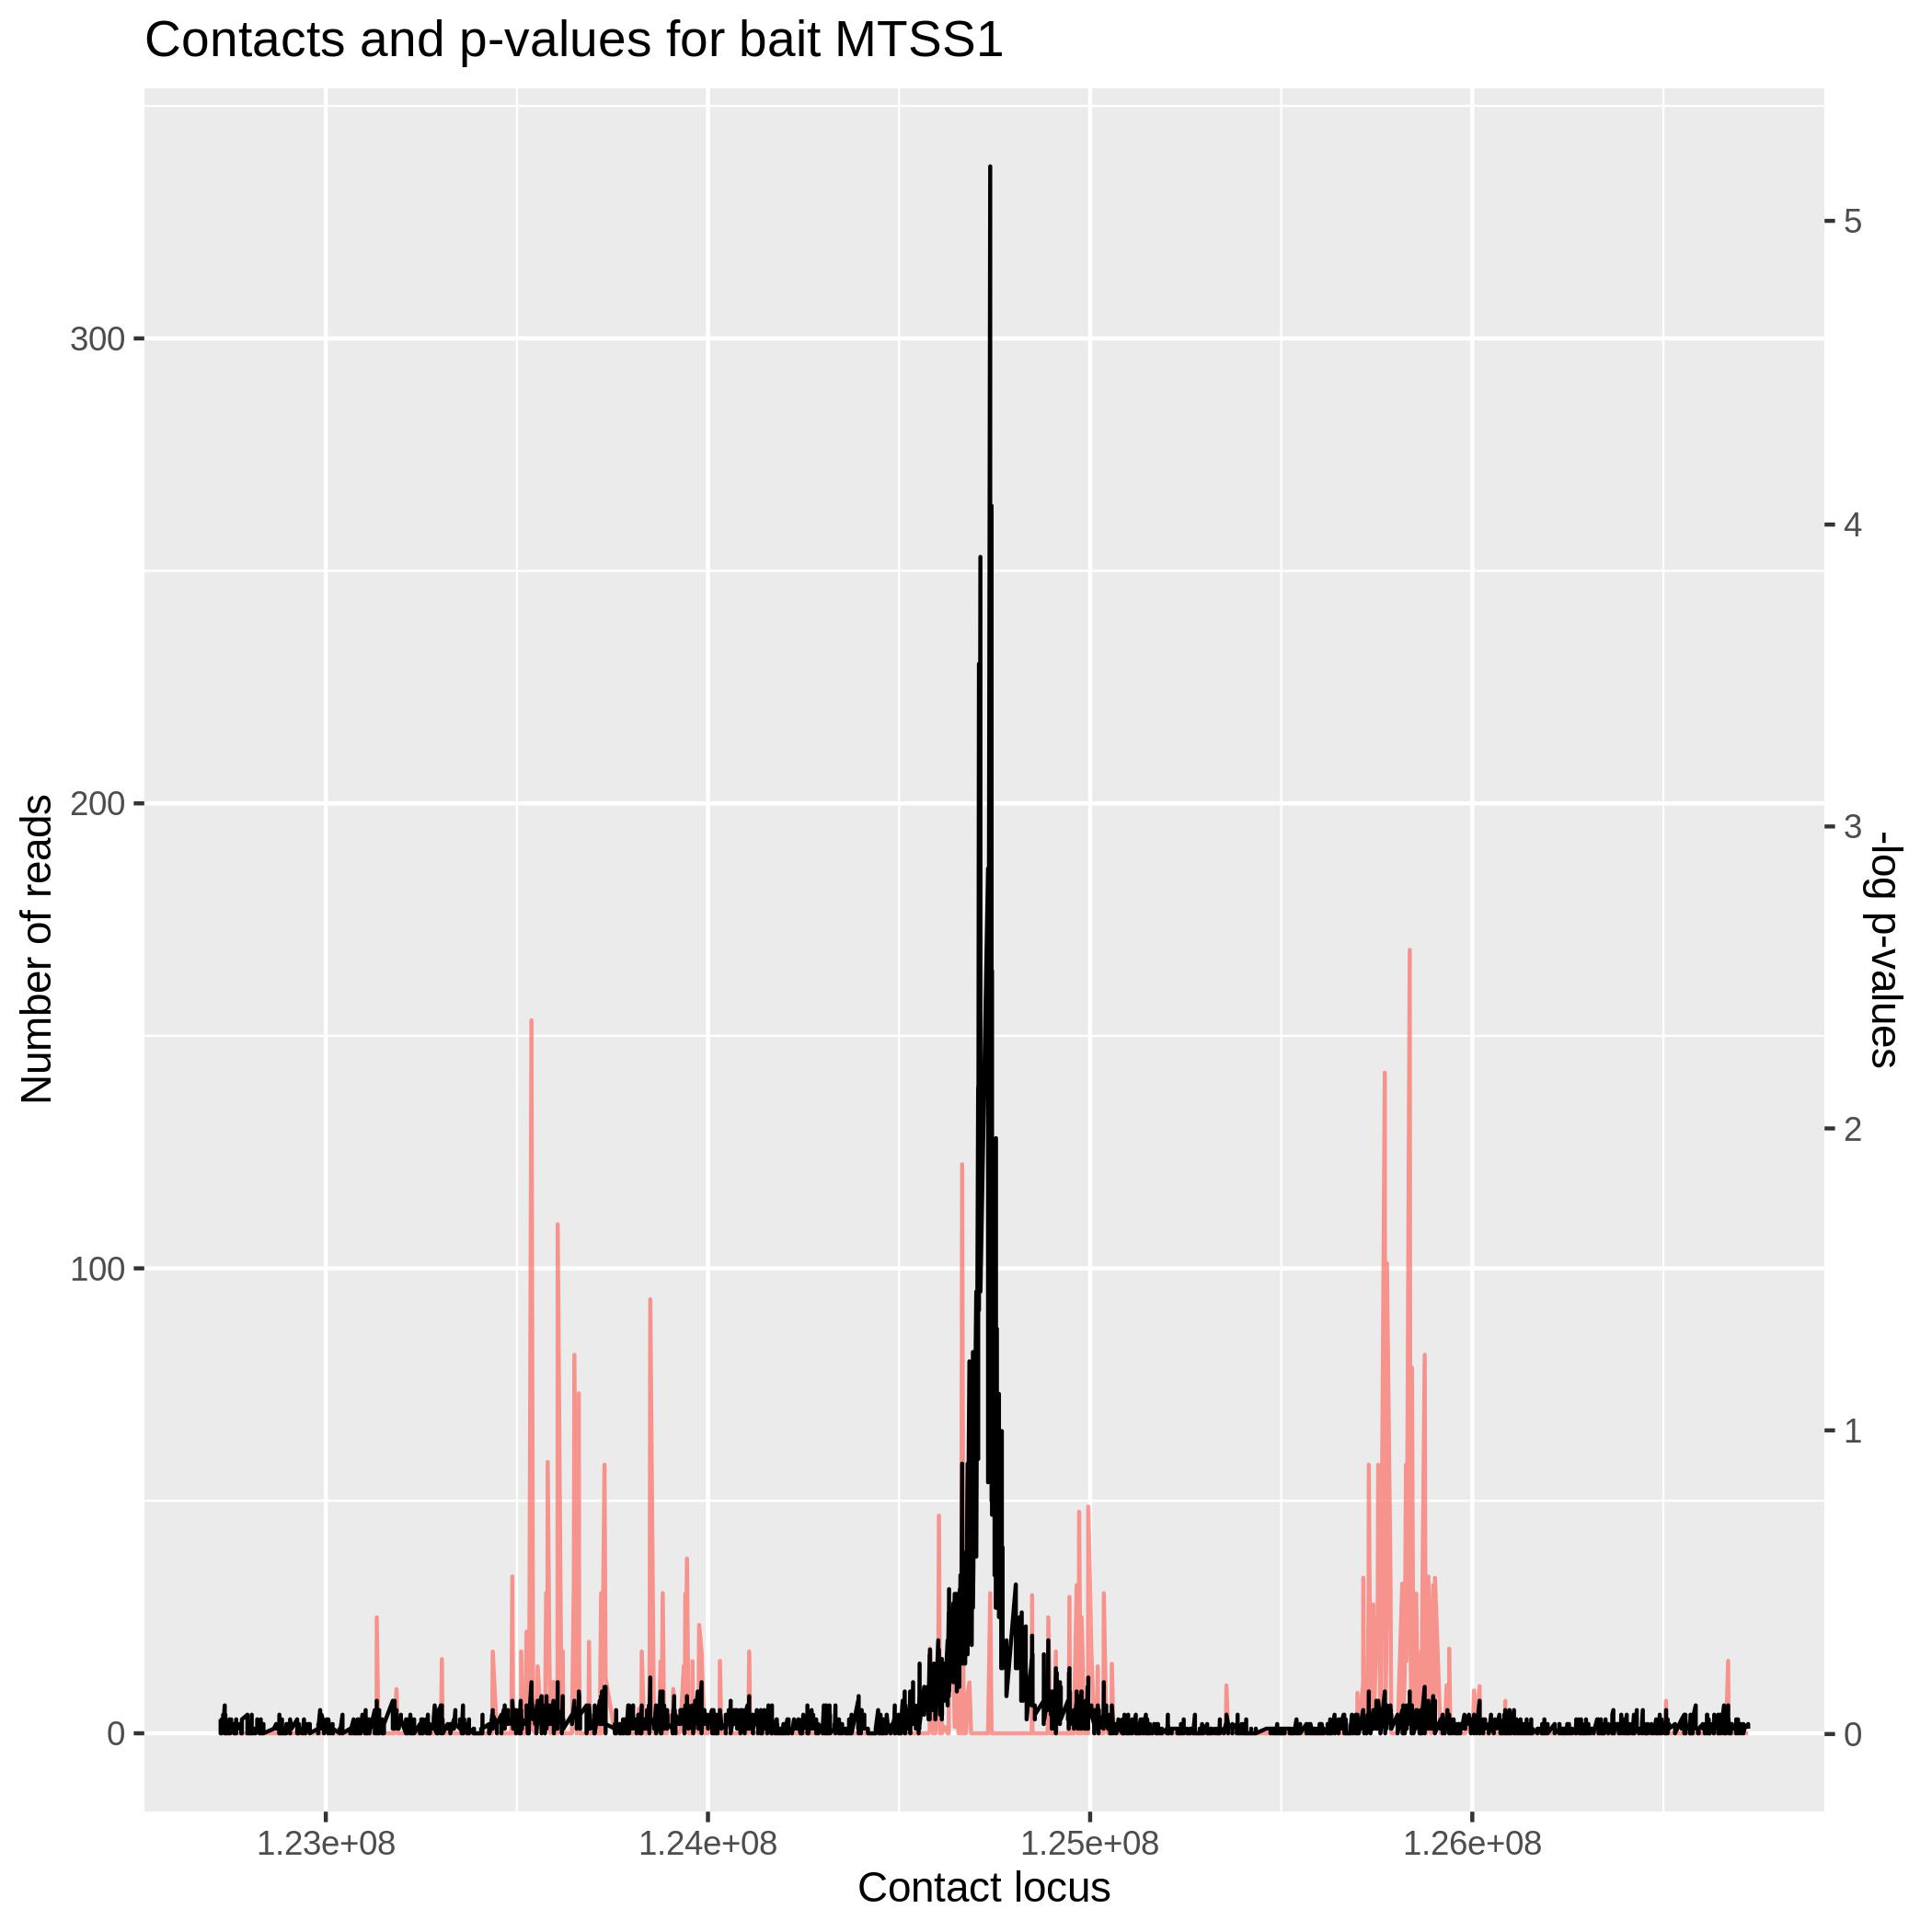 Contacts and p-values for bait MTSS1
Number of reads
300
200
100
0
5
4
3
2
1
0
-log p-values
1.23e+08
1.24e+08
1.25e+08
1.26e+08
Contact locus